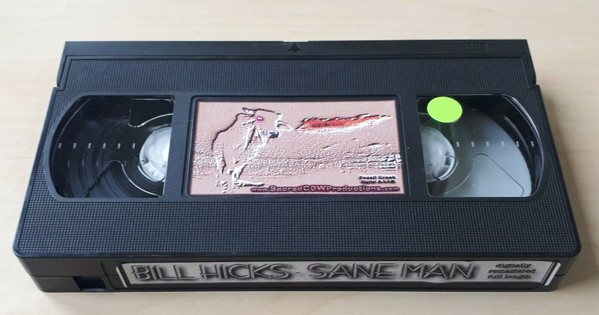 www.SacredCOWProductions.com
BILL HICKS - SANE MAN
digitally
remastered
full length